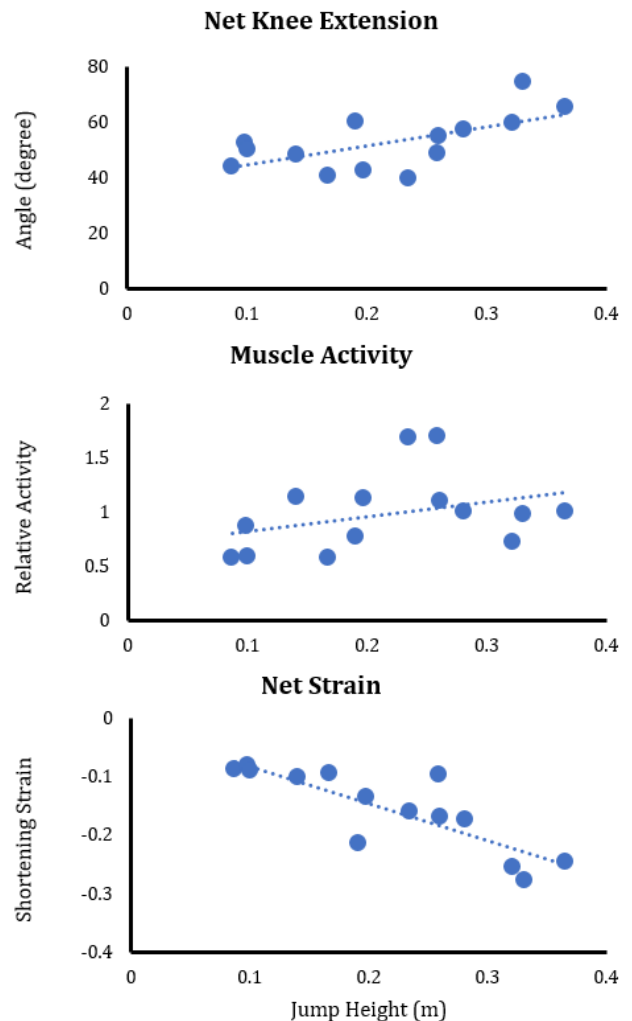 Net Knee Extension
80
60
40
20
0
Angle (degree)
0 0.1 0.2 0.3 0.4
Muscle Activity
2
1.5
1
0.5
0
Relative Activity
0 0.1 0.2 0.3 0.4
Net Strain
0
-0.1
-0.2
-0.3
-0.4
Shortening Strain
0 0.1 0.2 0.3 0.4
Jump Height (m)